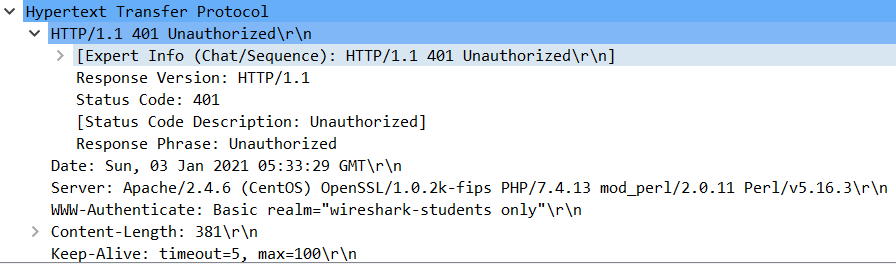 Hypertext Transfer Protocol
HTTP/1.1 401 Unauthorized\r\n
[Expert Info (Chat/Sequence): HTTP/1.1 401 Unauthorized\r\n]
Response Version: HTTP/1.1
Status Code: 401
[Status Code Description: Unauthorized]
Response Phrase: Unauthorized
Date: Sun, 03 Jan 2021 05:33:29 GMT\r\n
Server: Apache/2.4.6 (CentOS) OpenSSL/1.0.2k-fips PHP/7.4.13 mod_perl/2.0.11 Perl/v5.16.3\r\n
WWW-Authenticate: Basic realm="wireshark-students only"\r\n
Content-Length: 381\r\n
Keep-Alive: timeout=5, max=100\r\n